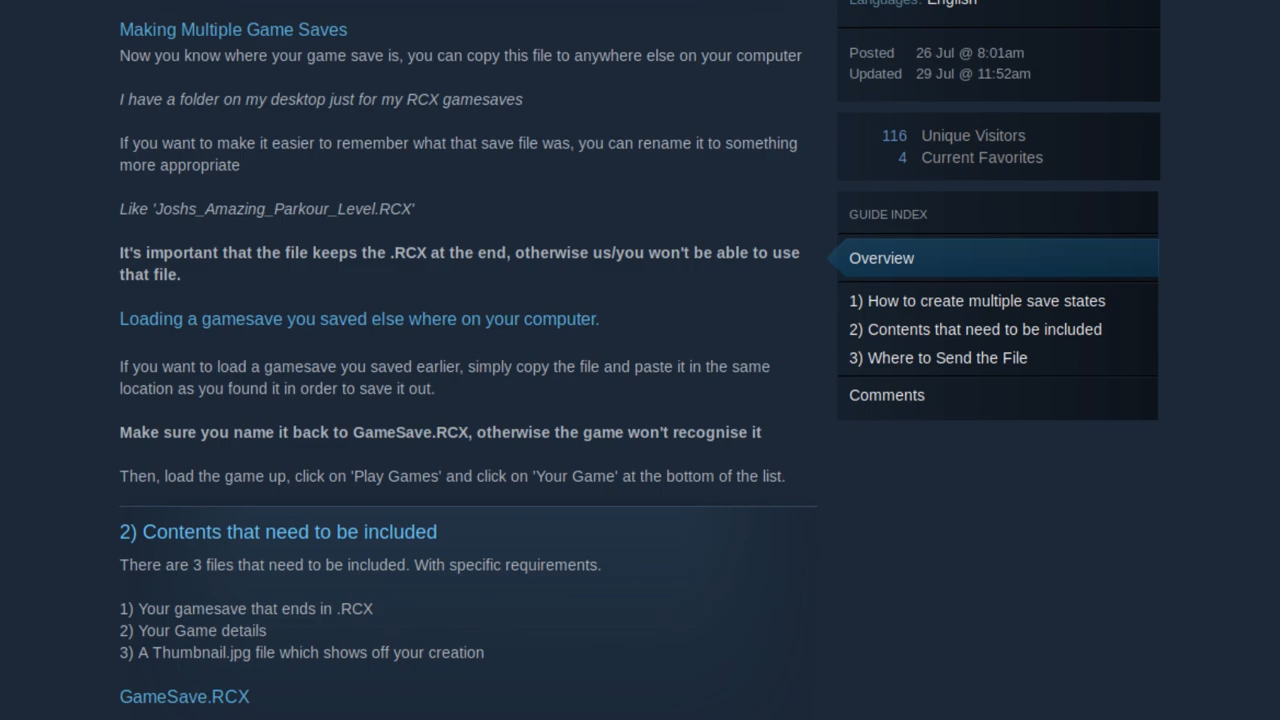 Making Multiple Game Saves
Now you know where your game save is, you can copy this file to anywhere else on your computer
I have a folder on my desktop just for my RCX gamesaves
If you want to make it easier to remember what that save file was, you can rename it to something
more appropriate
Like 'Joshs_Amazing_Parkour_Level.RCX'
It's important that the file keeps the .RCX at the end, otherwise us/you won't be able to use
that file.
Loading a gamesave you saved else where on your computer.
If you want to load a gamesave you saved earlier, simply copy the file and paste it in the same
location as you found it in order to save it out.
Make sure you name it back to GameSave.RCX, otherwise the game won't recognise it
Then, load the game up, click on 'Play Games' and click on 'Your Game' at the bottom of the list.
2) Contents that need to be included
There are 3 files that need to be included. With specific requirements.
1) Your gamesave that ends in .RCX
2) Your Game details
3) A Thumbnail.jpg file which shows off your creation
GameSave.RCX
Languages: English
Posted 26 Jul @ 8:01am
Updated 29 Jul @ 11:52am
116 Unique Visitors
4 Current Favorites
GUIDE INDEX
Overview
1) How to create multiple save states
2) Contents that need to be included
3) Where to Send the File
Comments